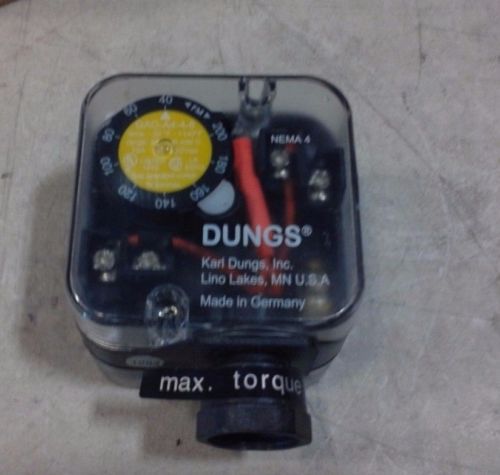 40
60
80
100
120
140
160
180
200
NEMA 4
DUNGS®
Karl Dungs, Inc.
Lino Lakes, MN U.S.A
Made in Germany
max. torque